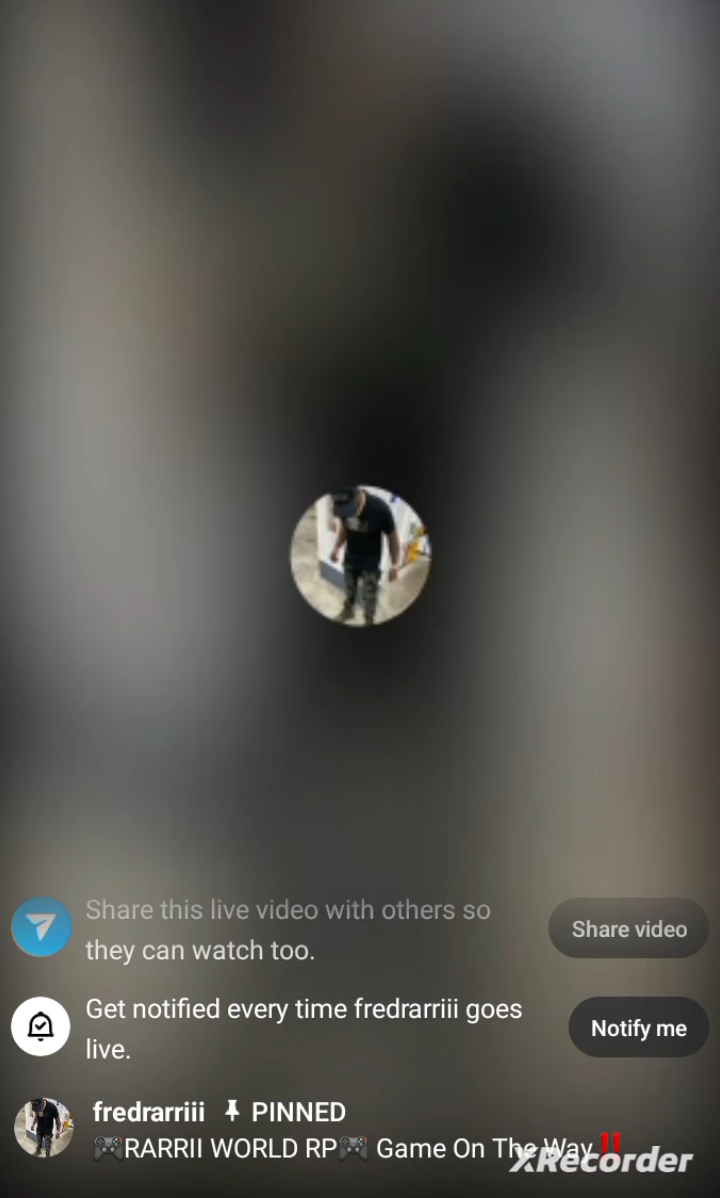 Share this live video with others so
they can watch too.
Share video
Get notified every time fredrarriii goes
live.
Notify me
fredrarriii 📌 PINNED
🎮RARRII WORLD RP🎮 Game On The Way‼️
XRecorder